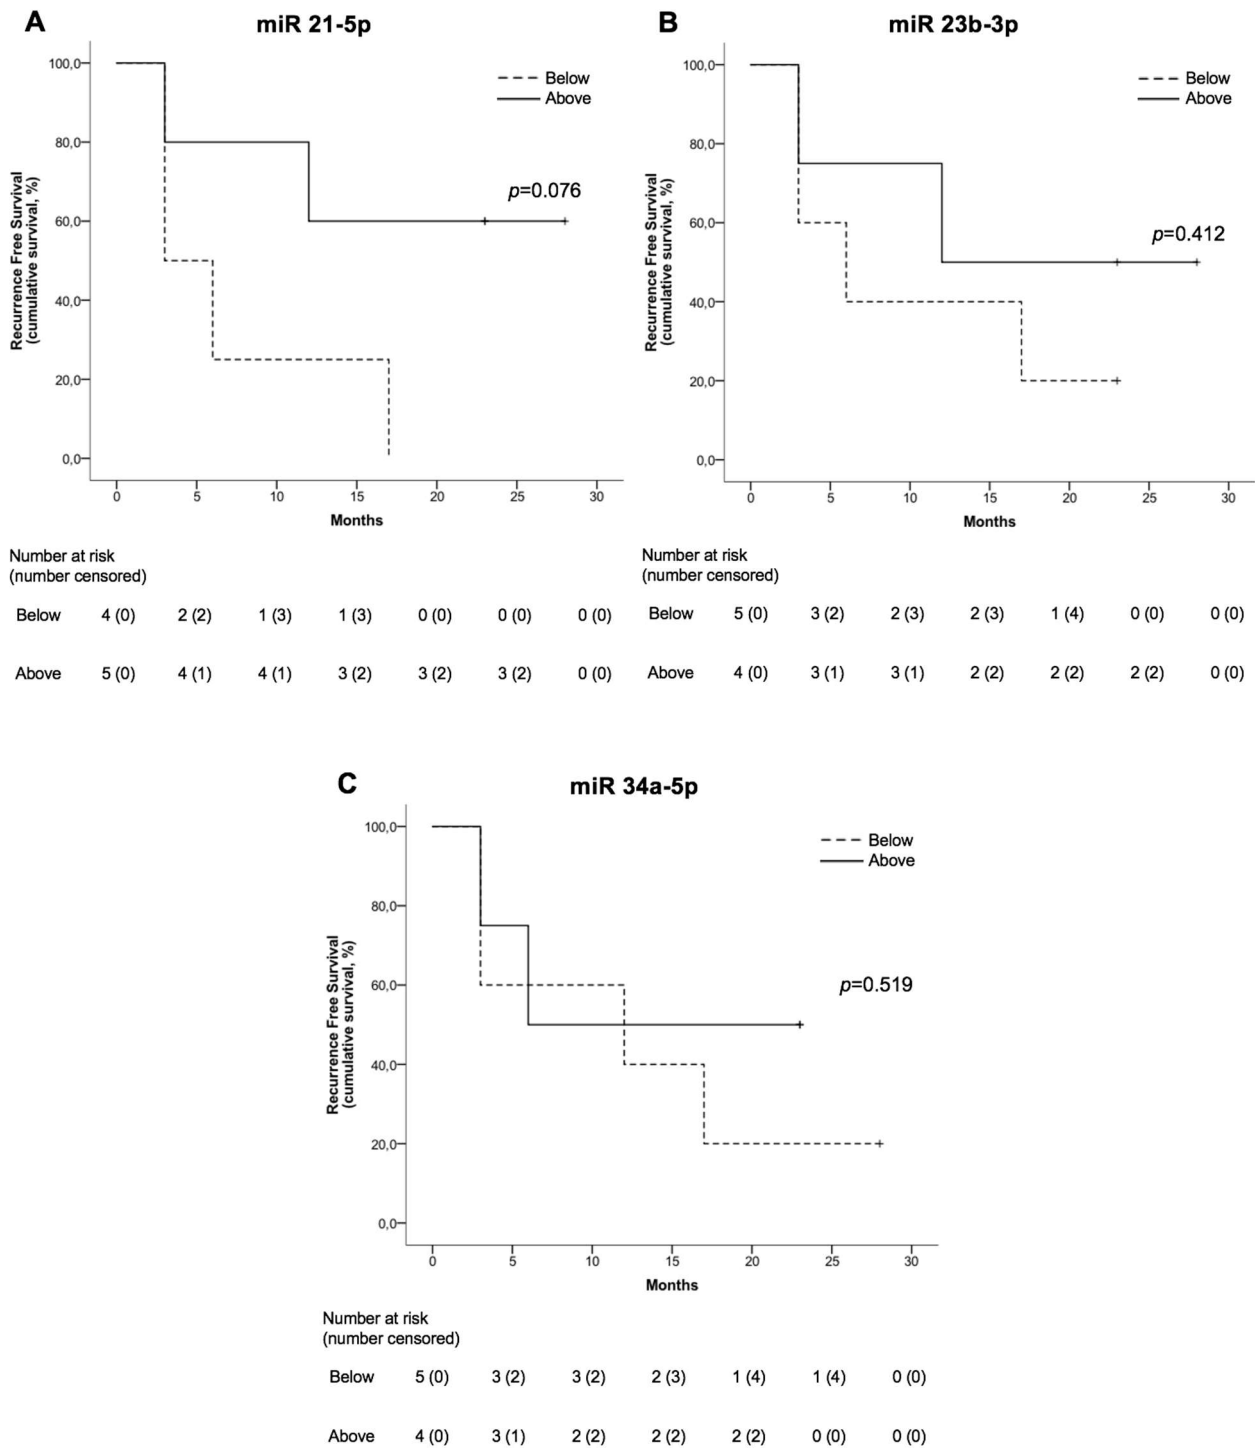 A
miR 21-5p
100,0
80,0
60,0
40,0
20,0
0,0
Recurrence Free Survival
(cumulative survival, %)
Below
Above
p=0.076
0 5 10 15 20 25 30
Months
Number at risk
(number censored)
Below 4 (0) 2 (2) 1 (3) 1 (3) 0 (0) 0 (0) 0 (0)
Above 5 (0) 4 (1) 4 (1) 3 (2) 3 (2) 3 (2) 0 (0)
B
miR 23b-3p
100,0
80,0
60,0
40,0
20,0
0,0
Recurrence Free Survival
(cumulative survival, %)
Below
Above
p=0.412
0 5 10 15 20 25 30
Months
Number at risk
(number censored)
Below 5 (0) 3 (2) 2 (3) 2 (3) 1 (4) 0 (0) 0 (0)
Above 4 (0) 3 (1) 3 (1) 2 (2) 2 (2) 2 (2) 0 (0)
C
miR 34a-5p
100,0
80,0
60,0
40,0
20,0
0,0
Recurrence Free Survival
(cumulative survival, %)
Below
Above
p=0.519
0 5 10 15 20 25 30
Months
Number at risk
(number censored)
Below 5 (0) 3 (2) 3 (2) 2 (3) 1 (4) 1 (4) 0 (0)
Above 4 (0) 3 (1) 2 (2) 2 (2) 2 (2) 0 (0) 0 (0)